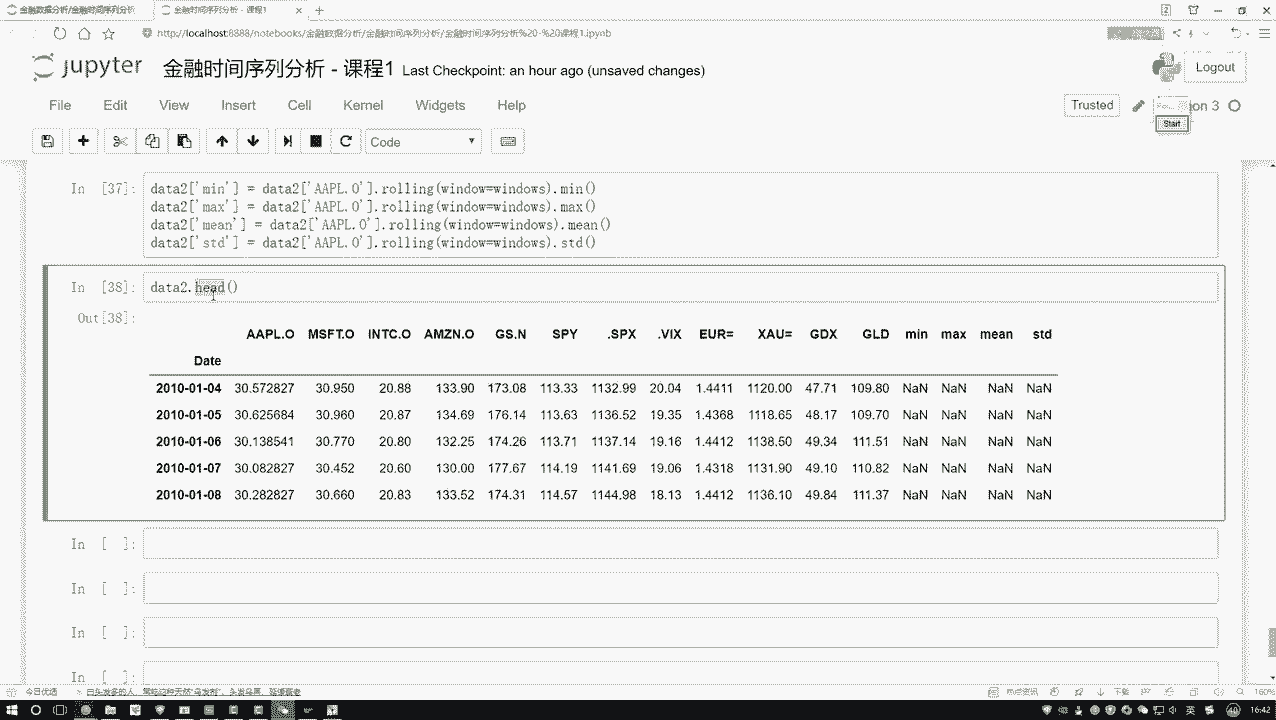 金融数据分析/金融时间序列分析
金融时间序列分析 - 课程1
http://localhost:8888/notebooks/金融数据分析/金融时间序列分析/金融时间序列分析%20-%20课程1.ipynb
jupyter 金融时间序列分析 - 课程1 Last Checkpoint: an hour ago (unsaved changes)
Logout
File Edit View Insert Cell Kernel Widgets Help
Trusted
on 3
Start
Code
In [37]: data2['min'] = data2['AAPL.O'].rolling(window=windows).min()
data2['max'] = data2['AAPL.O'].rolling(window=windows).max()
data2['mean'] = data2['AAPL.O'].rolling(window=windows).mean()
data2['std'] = data2['AAPL.O'].rolling(window=windows).std()
In [38]: data2.head()
Out[38]:
AAPL.O MSFT.O INTC.O AMZN.O GS.N SPY .SPX .VIX EUR= XAU= GDX GLD min max mean std
Date
2010-01-04 30.572827 30.950 20.88 133.90 173.08 113.33 1132.99 20.04 1.4411 1120.00 47.71 109.80 NaN NaN NaN NaN
2010-01-05 30.625684 30.960 20.87 134.69 176.14 113.63 1136.52 19.35 1.4368 1118.65 48.17 109.70 NaN NaN NaN NaN
2010-01-06 30.138541 30.770 20.80 132.25 174.26 113.71 1137.14 19.16 1.4412 1138.50 49.34 111.51 NaN NaN NaN NaN
2010-01-07 30.082827 30.452 20.60 130.00 177.67 114.19 1141.69 19.06 1.4318 1131.90 49.10 110.82 NaN NaN NaN NaN
2010-01-08 30.282827 30.660 20.83 133.52 174.31 114.57 1144.98 18.13 1.4412 1136.10 49.84 111.37 NaN NaN NaN NaN
In [ ]:
In [ ]:
In [ ]:
In [ ]:
今日优选
热点资讯
下载
160%
英
16:42